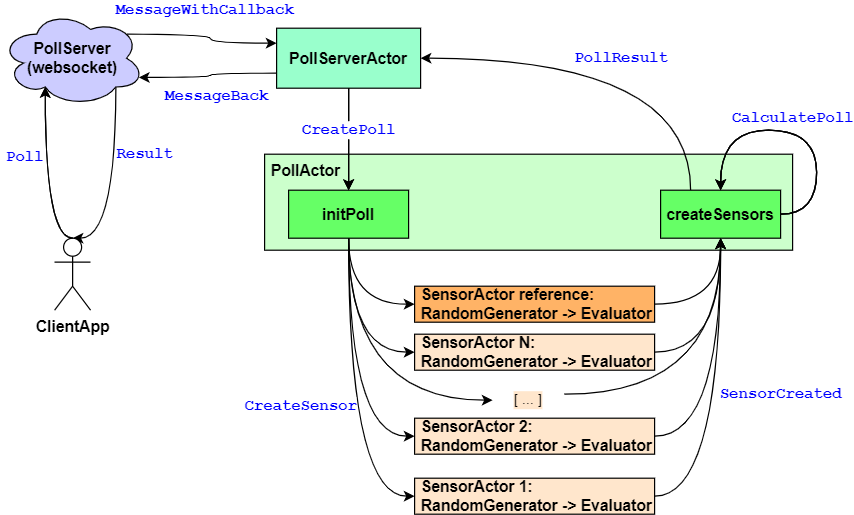 MessageWithCallback
PollServer
(websocket)
PollServerActor
PollResult
MessageBack
CreatePoll
CalculatePoll
Poll
Result
PollActor
initPoll
createSensors
ClientApp
SensorActor reference:
RandomGenerator -> Evaluator
SensorActor N:
RandomGenerator -> Evaluator
[ ... ]
CreateSensor
SensorCreated
SensorActor 2:
RandomGenerator -> Evaluator
SensorActor 1:
RandomGenerator -> Evaluator